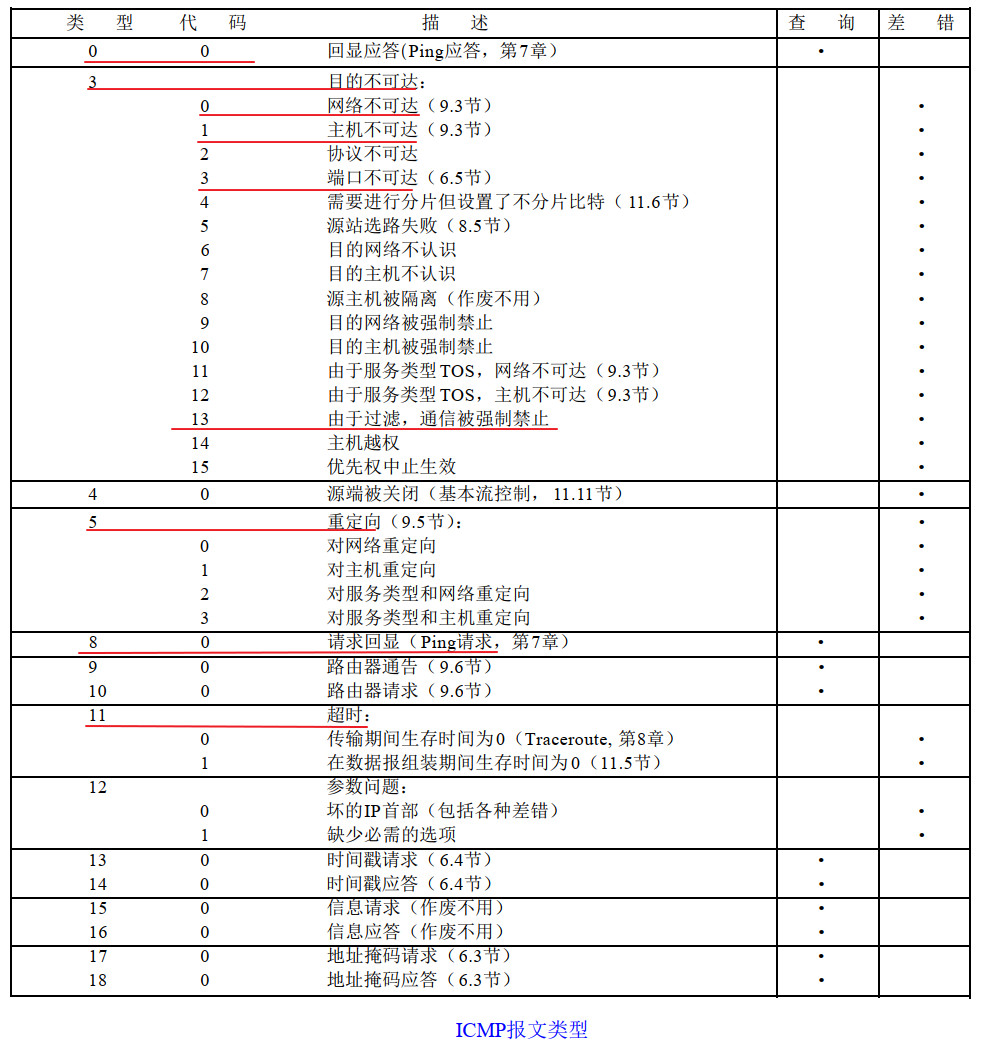 类 型 代 码 描 述 查 询 差 错
0 0 回显应答(Ping应答，第7章） •
3 目的不可达：
0 网络不可达（9.3节） •
1 主机不可达（9.3节） •
2 协议不可达 •
3 端口不可达（6.5节） •
4 需要进行分片但设置了不分片比特（11.6节） •
5 源站选路失败（8.5节） •
6 目的网络不认识 •
7 目的主机不认识 •
8 源主机被隔离（作废不用） •
9 目的网络被强制禁止 •
10 目的主机被强制禁止 •
11 由于服务类型TOS，网络不可达（9.3节） •
12 由于服务类型TOS，主机不可达（9.3节） •
13 由于过滤，通信被强制禁止 •
14 主机越权 •
15 优先权中止生效 •
4 0 源端被关闭（基本流控制，11.11节） •
5 重定向（9.5节）： •
0 对网络重定向 •
1 对主机重定向 •
2 对服务类型和网络重定向 •
3 对服务类型和主机重定向 •
8 0 请求回显（Ping请求，第7章） •
9 0 路由器通告（9.6节） •
10 0 路由器请求（9.6节） •
11 超时：
0 传输期间生存时间为0（Traceroute, 第8章） •
1 在数据报组装期间生存时间为0（11.5节） •
12 参数问题：
0 坏的IP首部（包括各种差错） •
1 缺少必需的选项 •
13 0 时间戳请求（6.4节） •
14 0 时间戳应答（6.4节） •
15 0 信息请求（作废不用） •
16 0 信息应答（作废不用） •
17 0 地址掩码请求（6.3节） •
18 0 地址掩码应答（6.3节） •
ICMP报文类型